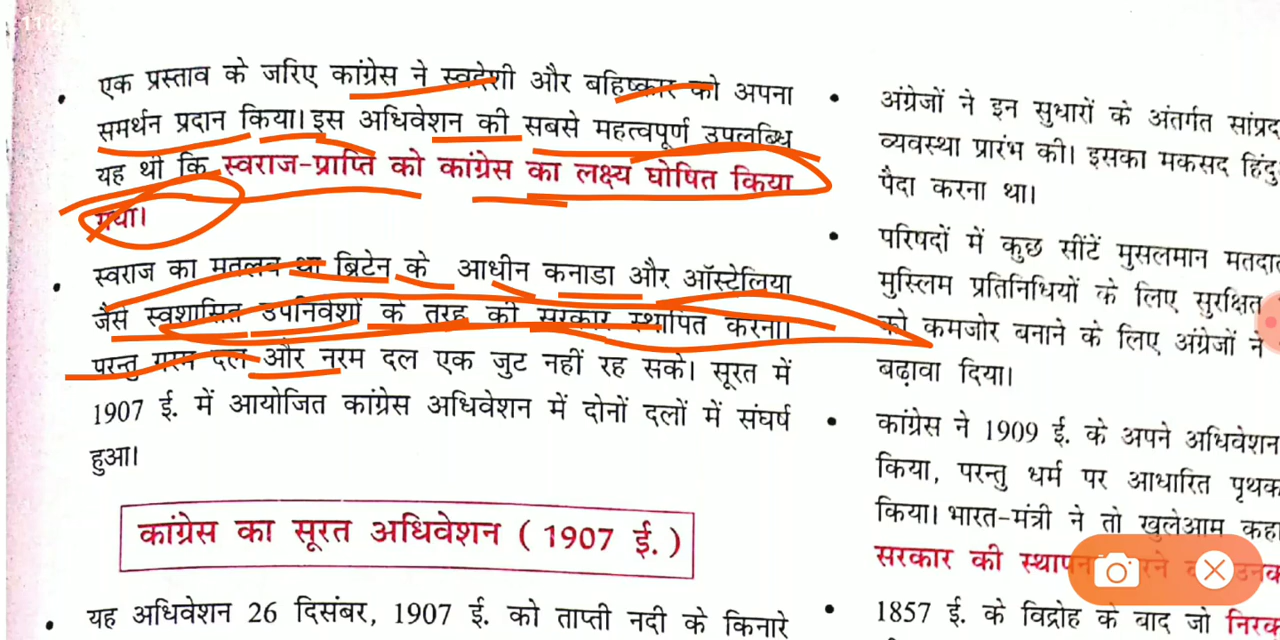 एक प्रस्ताव के जरिए कांग्रेस ने स्वदेशी और बहिष्कार को अपना
समर्थन प्रदान किया। इस अधिवेशन की सबसे महत्वपूर्ण उपलब्धि
यह थी कि स्वराज-प्राप्ति को कांग्रेस का लक्ष्य घोषित किया
गया।
स्वराज का मतलब था ब्रिटेन के आधीन कनाडा और ऑस्टेलिया
जैसे स्वशासित उपनिवेशों के तरह की सरकार स्थापित करना।
परन्तु गरम दल और नरम दल एक जुट नहीं रह सके। सूरत में
1907 ई. में आयोजित कांग्रेस अधिवेशन में दोनों दलों में संघर्ष
हुआ।
कांग्रेस का सूरत अधिवेशन ( 1907 ई. )
यह अधिवेशन 26 दिसंबर, 1907 ई. को ताप्ती नदी के किनारे
अंग्रेजों ने इन सुधारों के अंतर्गत सांप्रद
व्यवस्था प्रारंभ की। इसका मकसद हिंदु
पैदा करना था।
परिषदों में कुछ सीटें मुसलमान मतदा
मुस्लिम प्रतिनिधियों के लिए सुरक्षित
को कमजोर बनाने के लिए अंग्रेजों ने
बढ़ावा दिया।
कांग्रेस ने 1909 ई. के अपने अधिवेशन
किया, परन्तु धर्म पर आधारित पृथक
किया। भारत-मंत्री ने तो खुलेआम कहा
सरकार की स्थापन
1857 ई. के विद्रोह के बाद जो निरक